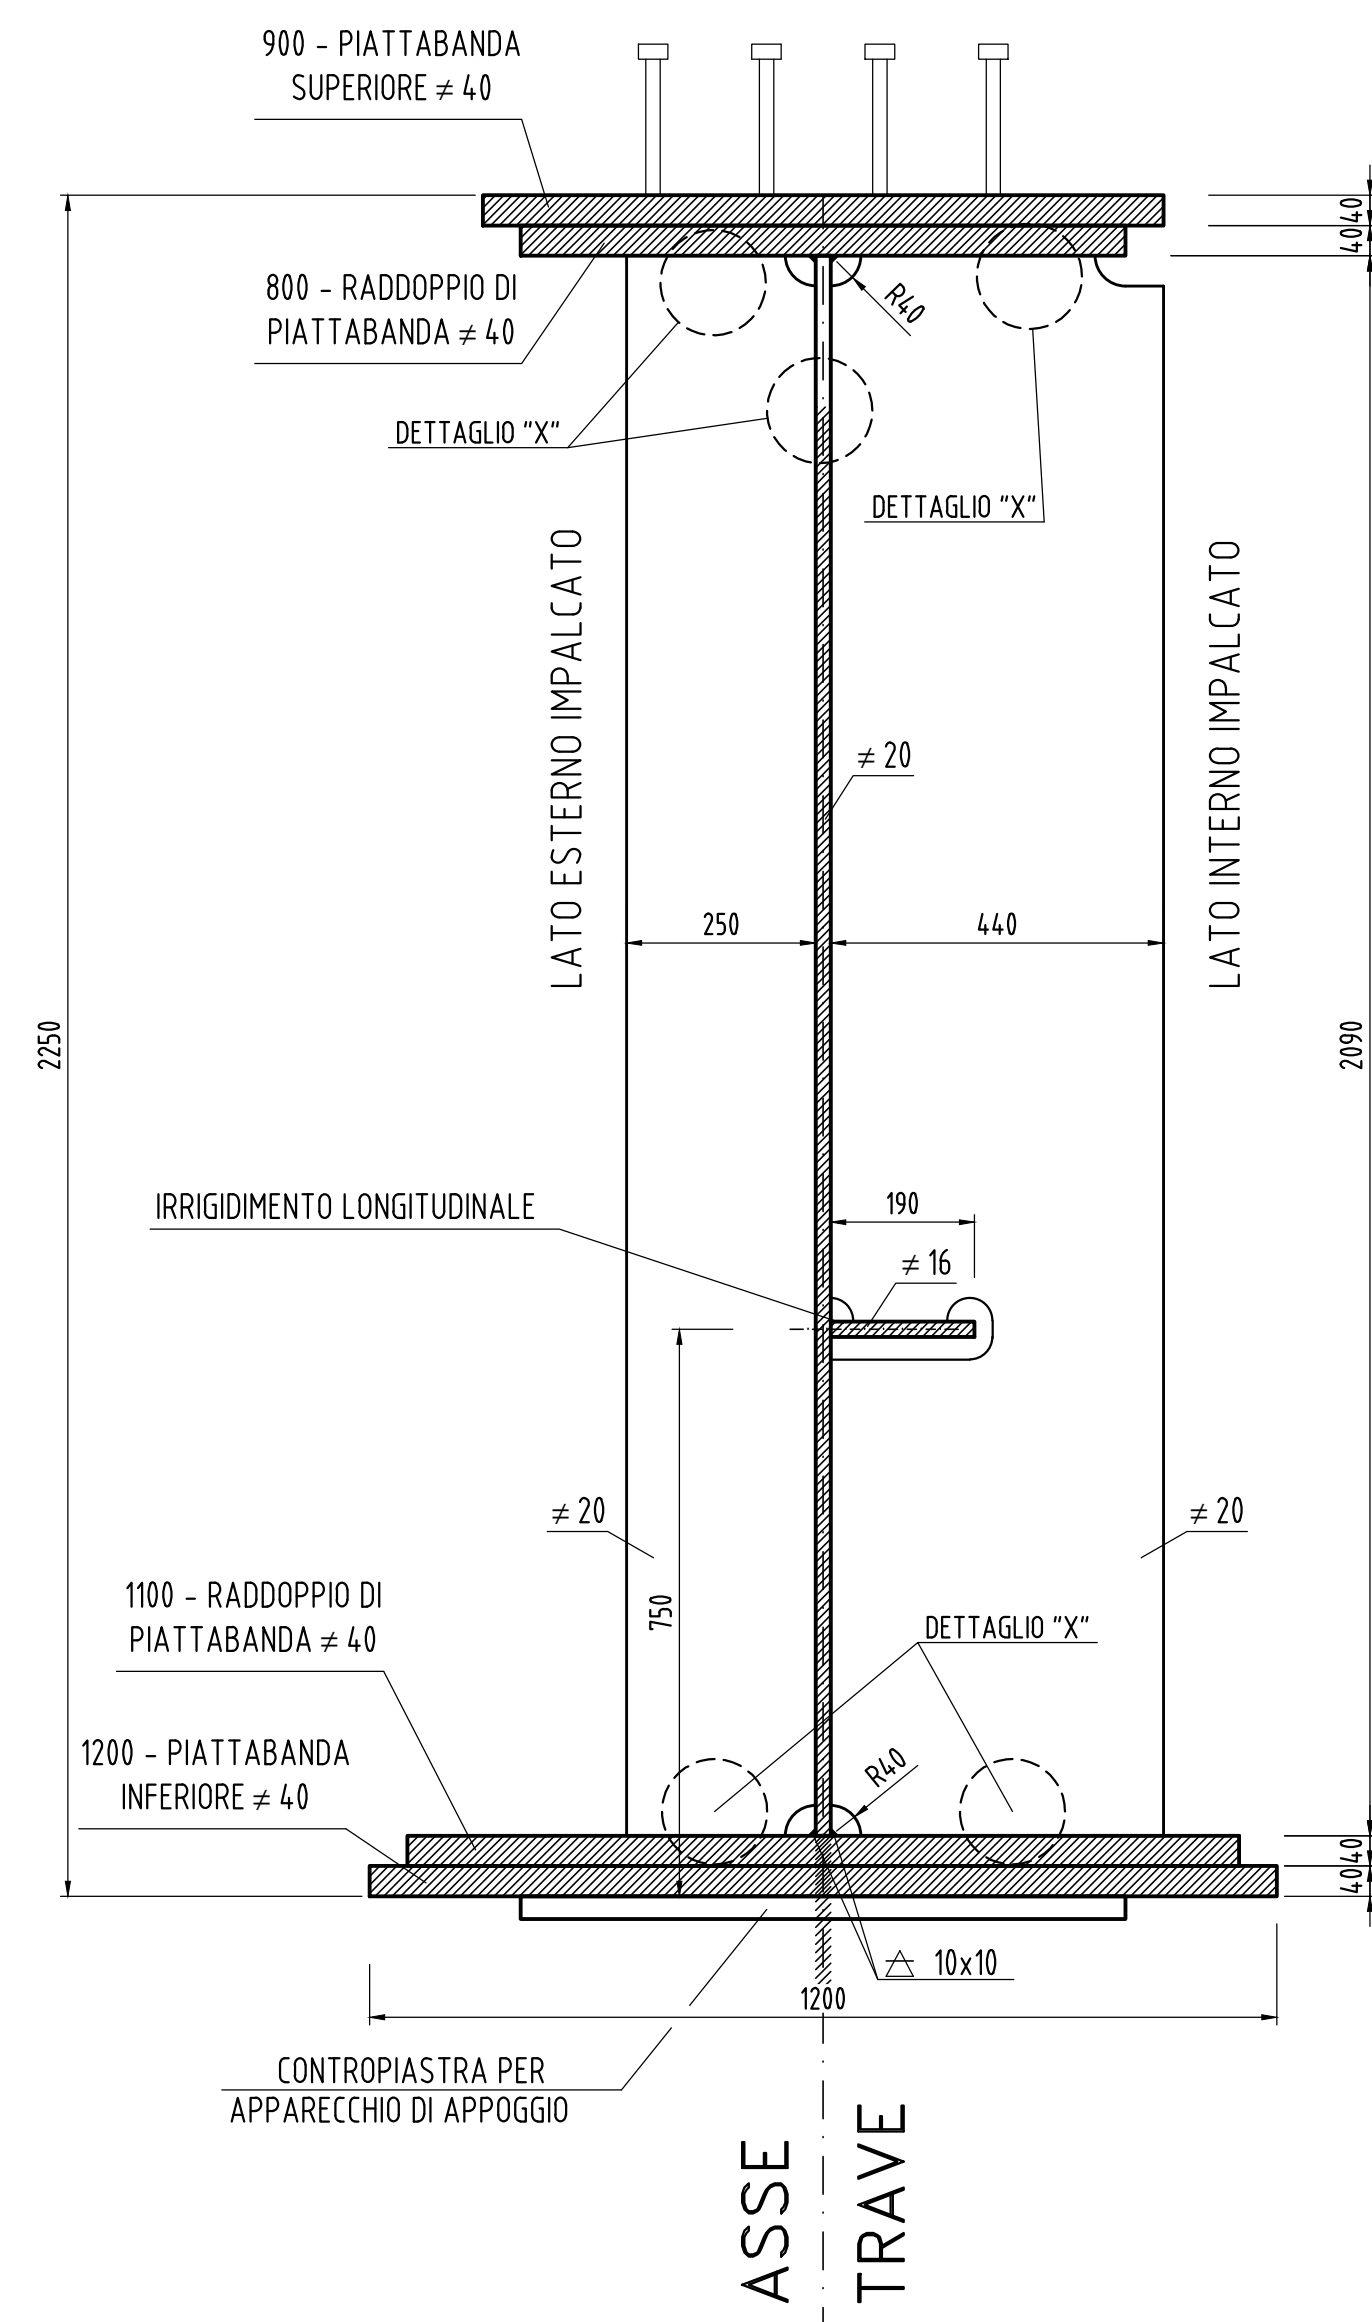 900 - PIATTABANDA
SUPERIORE ≠ 40
40
40
800 - RADDOPPIO DI
PIATTABANDA ≠ 40
R40
DETTAGLIO "X"
DETTAGLIO "X"
LATO ESTERNO IMPALCATO
LATO INTERNO IMPALCATO
≠ 20
250
440
2250
2090
IRRIGIDIMENTO LONGITUDINALE
190
≠ 16
≠ 20
≠ 20
750
1100 - RADDOPPIO DI
PIATTABANDA ≠ 40
DETTAGLIO "X"
1200 - PIATTABANDA
INFERIORE ≠ 40
R40
40
40
10x10
1200
CONTROPIASTRA PER
APPARECCHIO DI APPOGGIO
ASSE
TRAVE